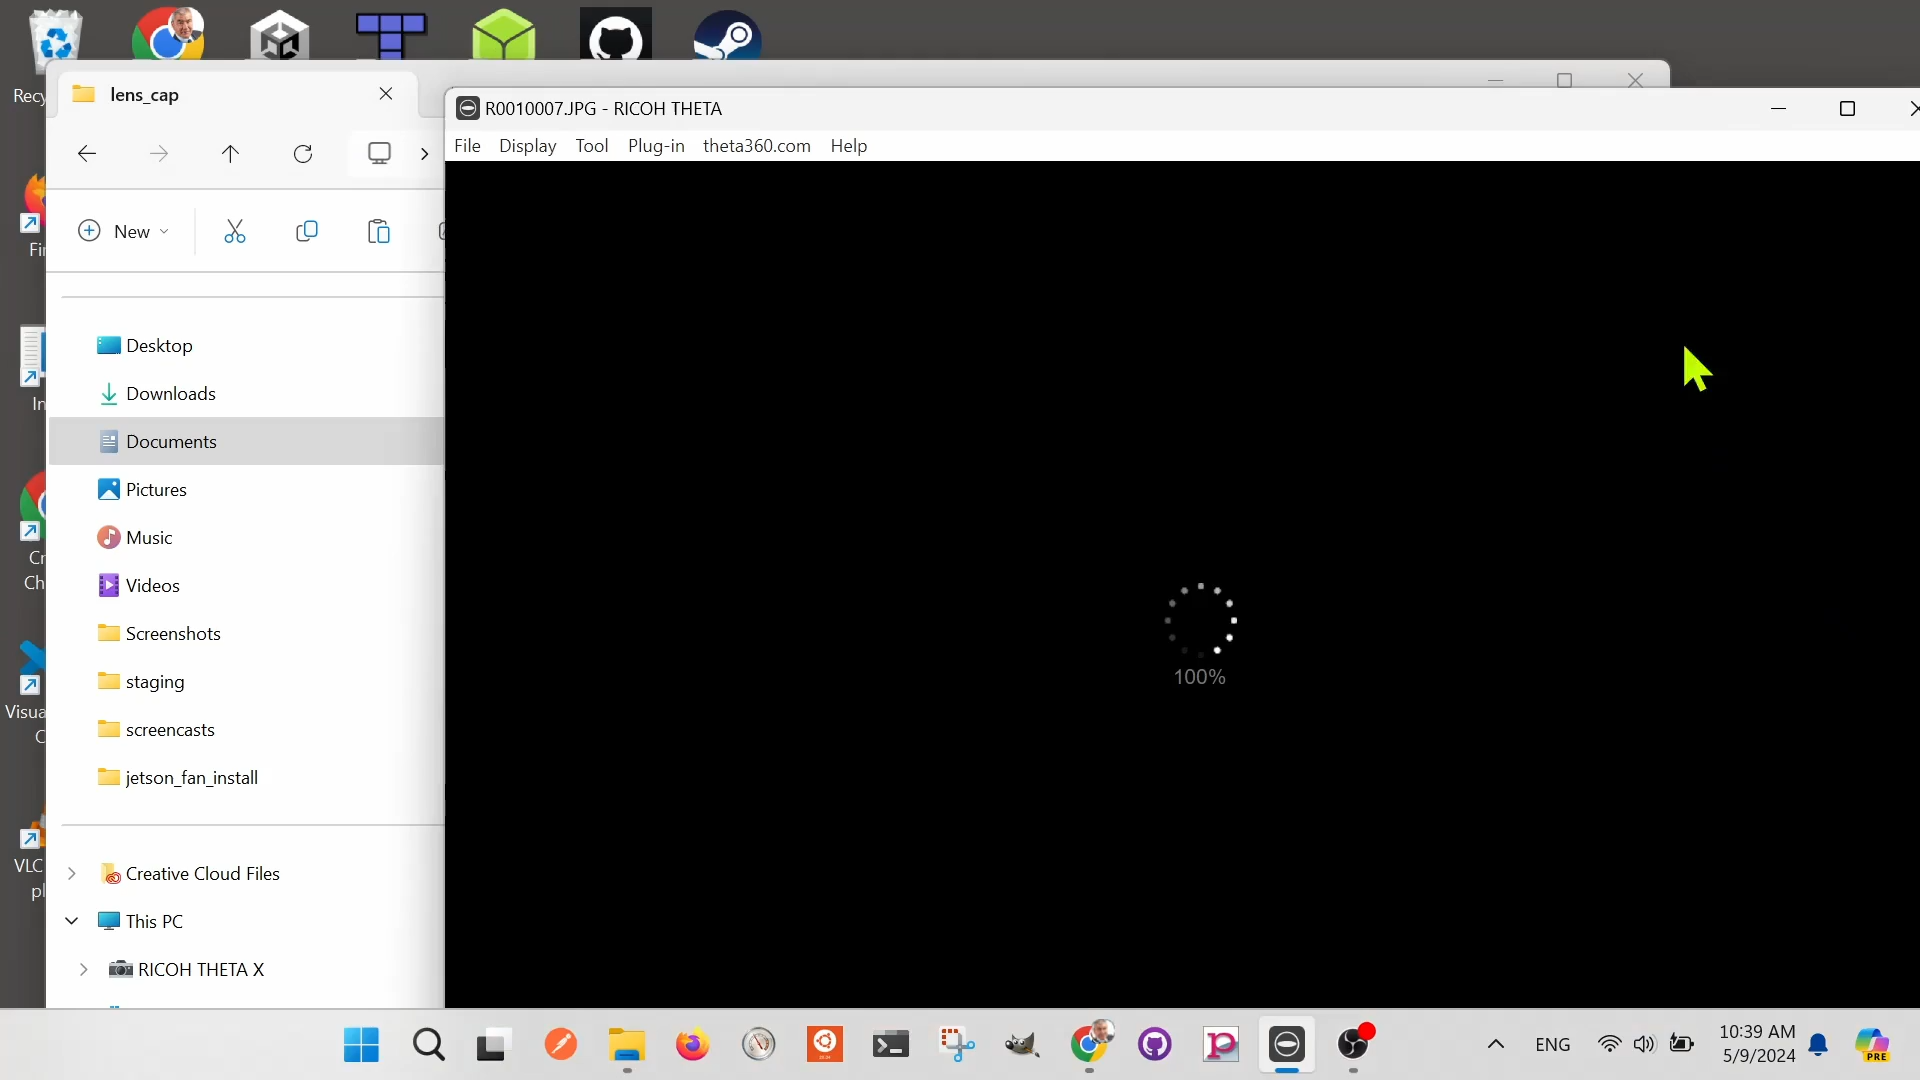 Recy
lens_cap
R0010007.JPG - RICOH THETA
File Display Tool Plug-in theta360.com Help
New
Fir
In
Cr
Ch
Visua
C
VLC
pl
Desktop
Downloads
Documents
Pictures
Music
Videos
Screenshots
staging
screencasts
jetson_fan_install
Creative Cloud Files
This PC
RICOH THETA X
100%
ENG
10:39 AM
5/9/2024
PRE